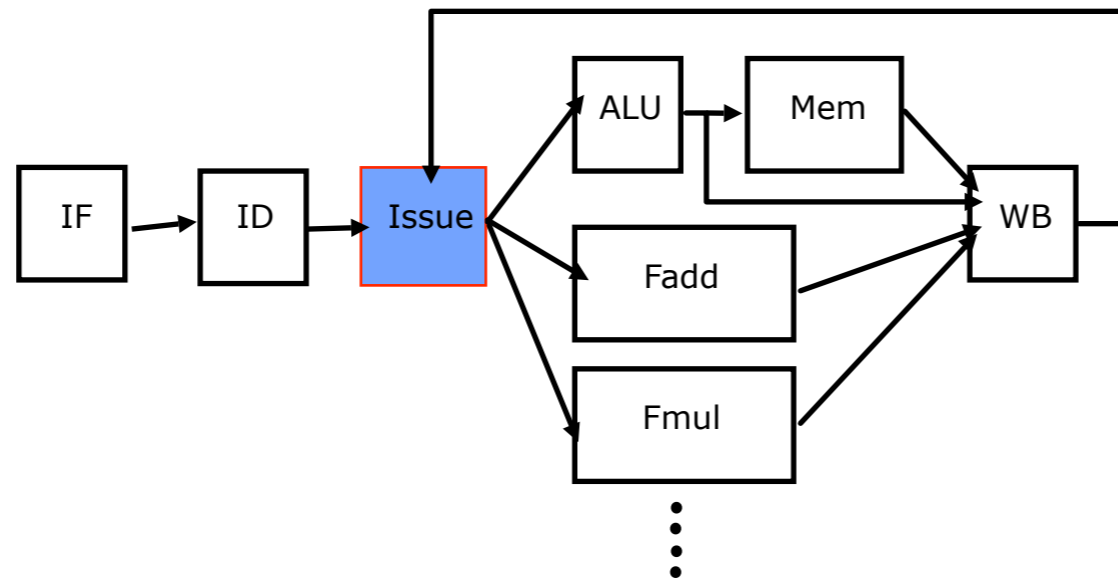 ALU
Mem
IF
ID
Issue
WB
Fadd
Fmul